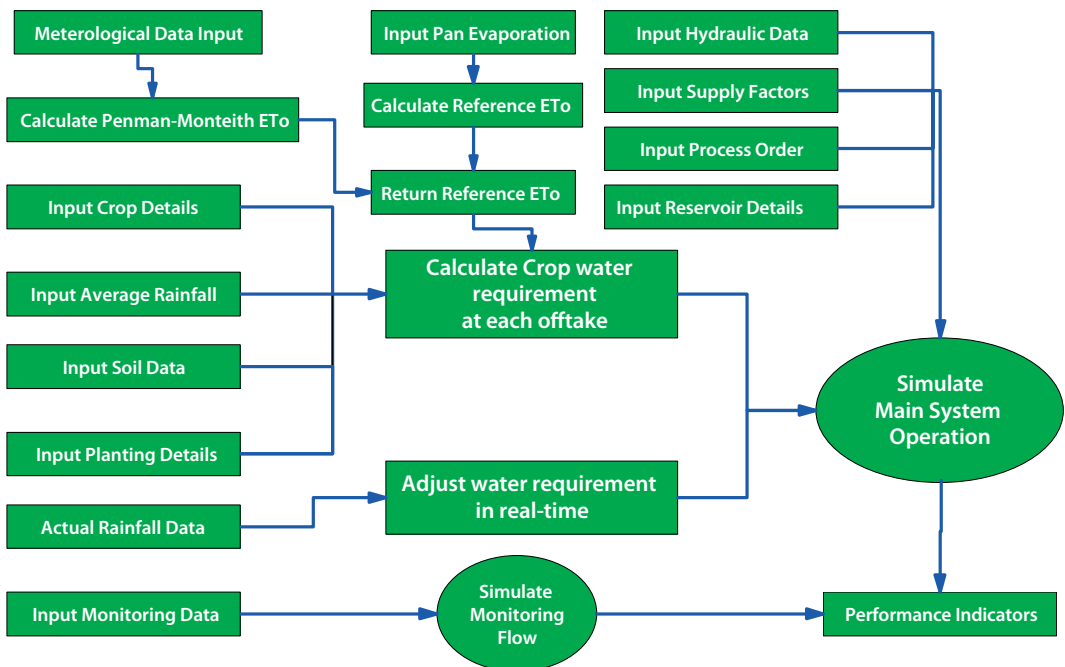 Meterological Data Input
Input Pan Evaporation
Input Hydraulic Data
Input Supply Factors
Calculate Penman-Monteith ETo
Calculate Reference ETo
Input Process Order
Return Reference ETo
Input Reservoir Details
Input Crop Details
Input Average Rainfall
Calculate Crop water
requirement
at each offtake
Input Soil Data
Simulate
Main System
Operation
Input Planting Details
Adjust water requirement
in real-time
Actual Rainfall Data
Input Monitoring Data
Simulate
Monitoring
Flow
Performance Indicators